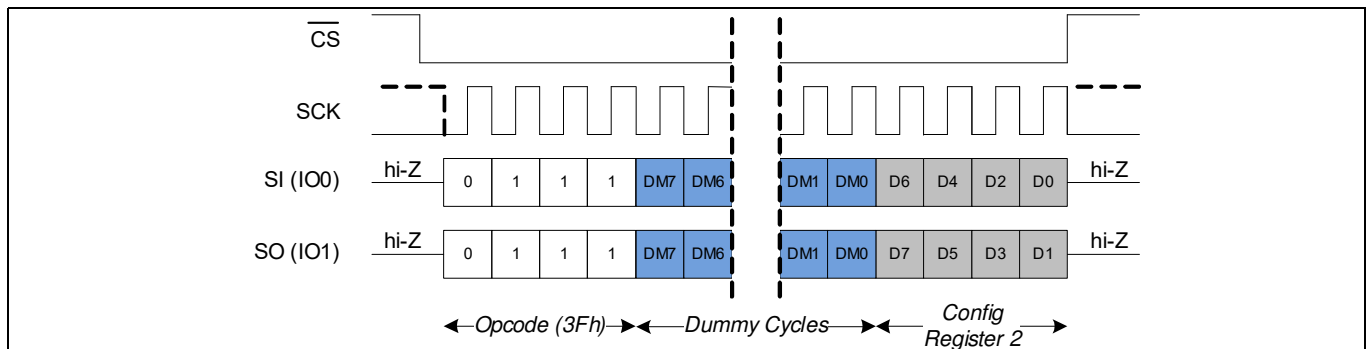 CS
SCK
hi-Z
SI (IO0)
0 1 1 1 DM7 DM6 DM1 DM0 D6 D4 D2 D0
hi-Z
hi-Z
SO (IO1)
0 1 1 1 DM7 DM6 DM1 DM0 D7 D5 D3 D1
hi-Z
Opcode (3Fh) Dummy Cycles Config
Register 2